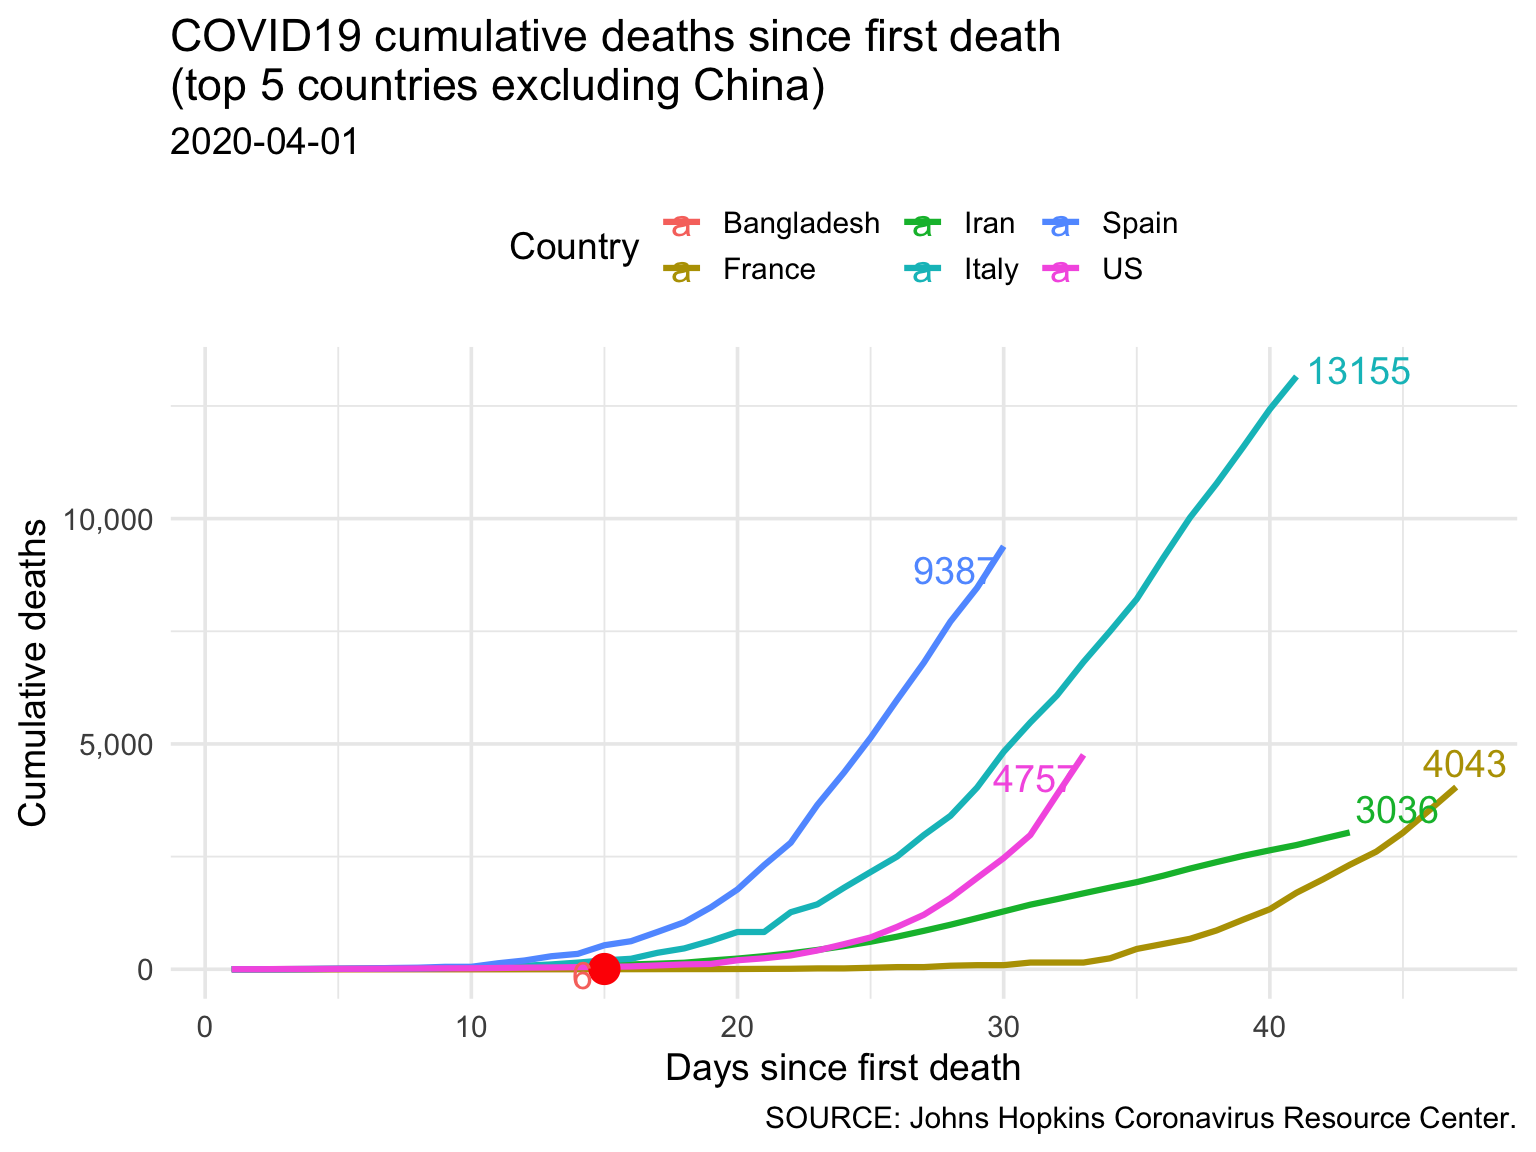 COVID19 cumulative deaths since first death
(top 5 countries excluding China)
2020-04-01
Country
a Bangladesh a Iran a Spain
a France a Italy a US
13155
10,000
9387
5,000
4757
4043
3036
0
6
Cumulative deaths
0 10 20 30 40
Days since first death
SOURCE: Johns Hopkins Coronavirus Resource Center.